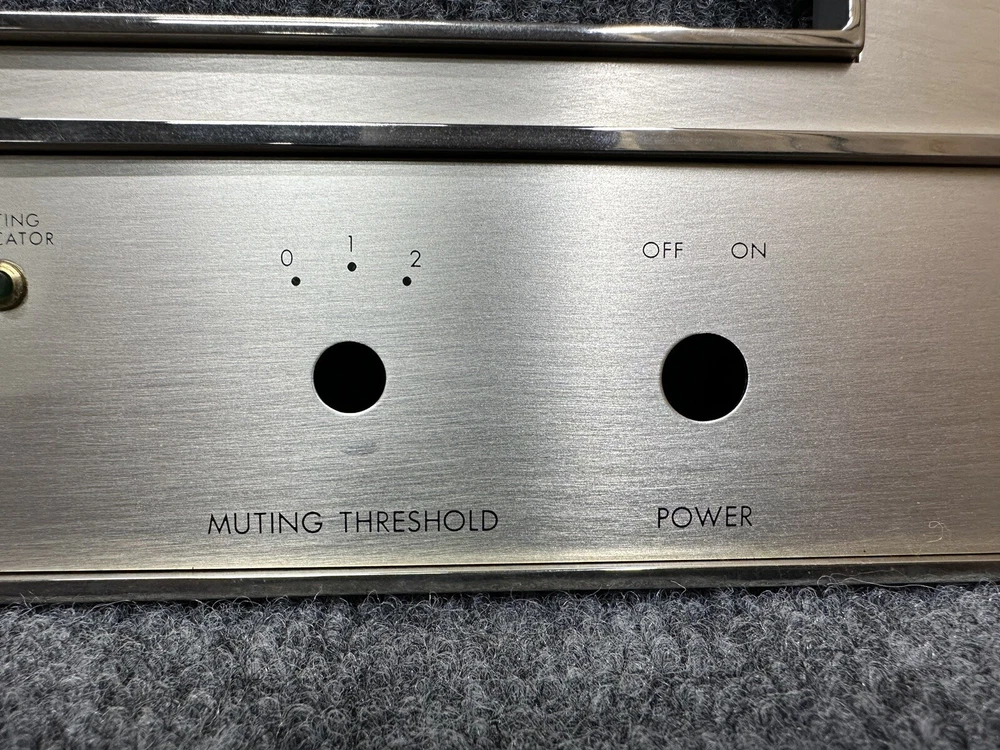 0 1 2
OFF ON
MUTING THRESHOLD
POWER